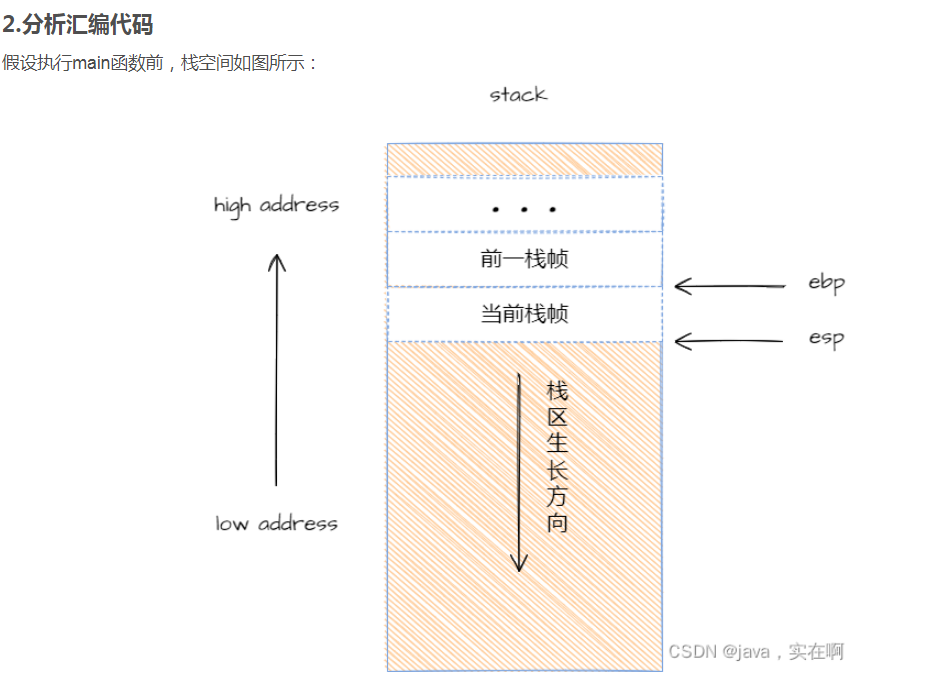 2.分析汇编代码
假设执行main函数前，栈空间如图所示：
stack
high address
• • •
前一栈帧
ebp
当前栈帧
esp
栈区生长方向
low address
CSDN @java，实在啊